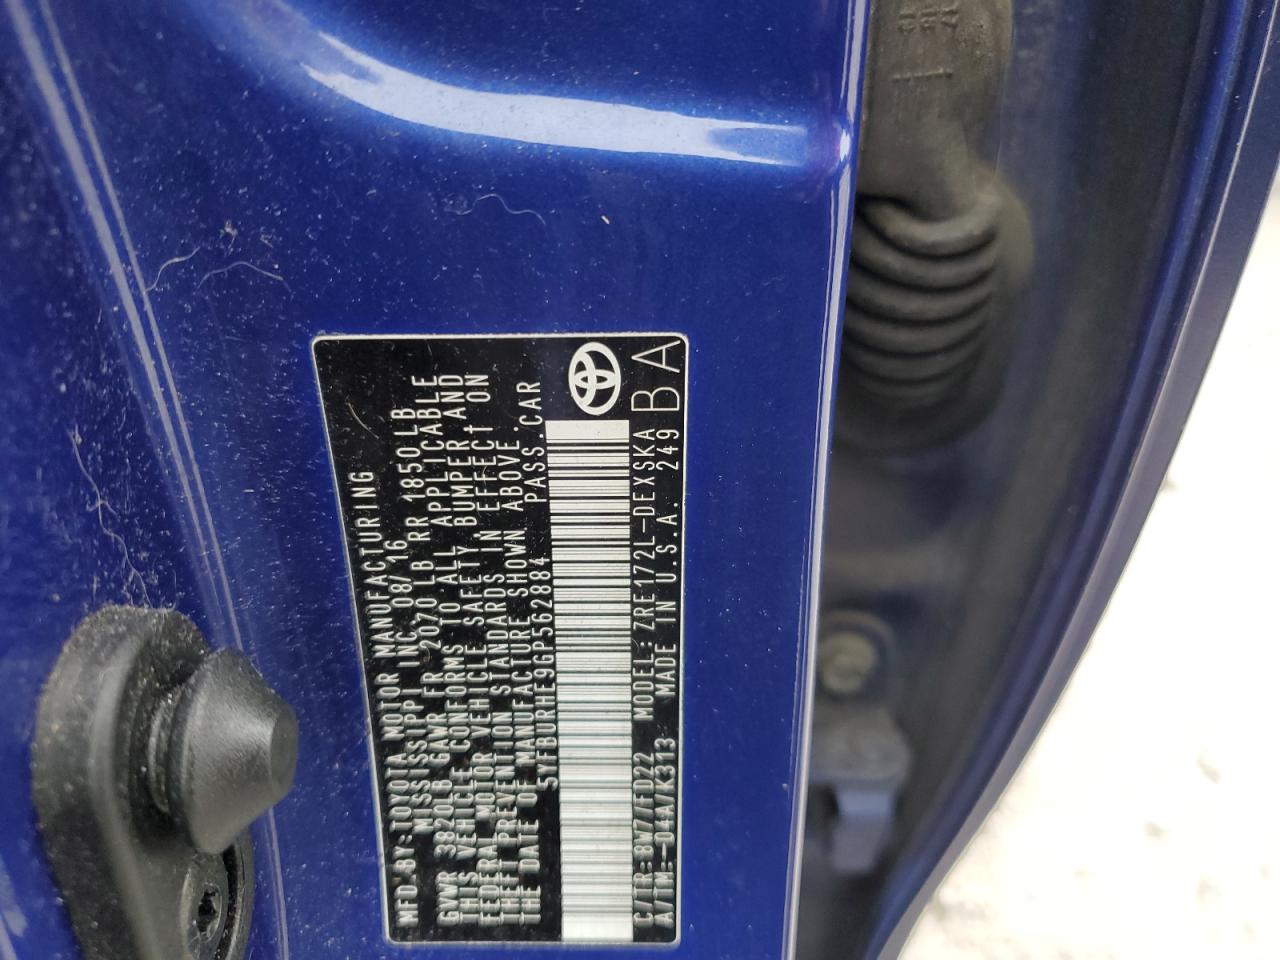 MFD.BY:TOYOTA MOTOR MANUFACTURING
MISSISSIPPI INC. 08/16
GVWR 3820LB GAWR FR 2070 LB RR 1850LB
THIS VEHICLE CONFORMS TO ALL APPLICABLE
FEDERAL MOTOR VEHICLE SAFETY BUMPER, AND
THEFT PREVENTION STANDARDS IN EFFECT ON
THE DATE OF MANUFACTURE SHOWN ABOVE.
5YFBURHE9GP562884 PASS.CAR
C/TR:8W7/FD22 MODEL:ZRE172L-DEXSKA
A/TM:-04A/K313 MADE IN U.S.A. 249
BA